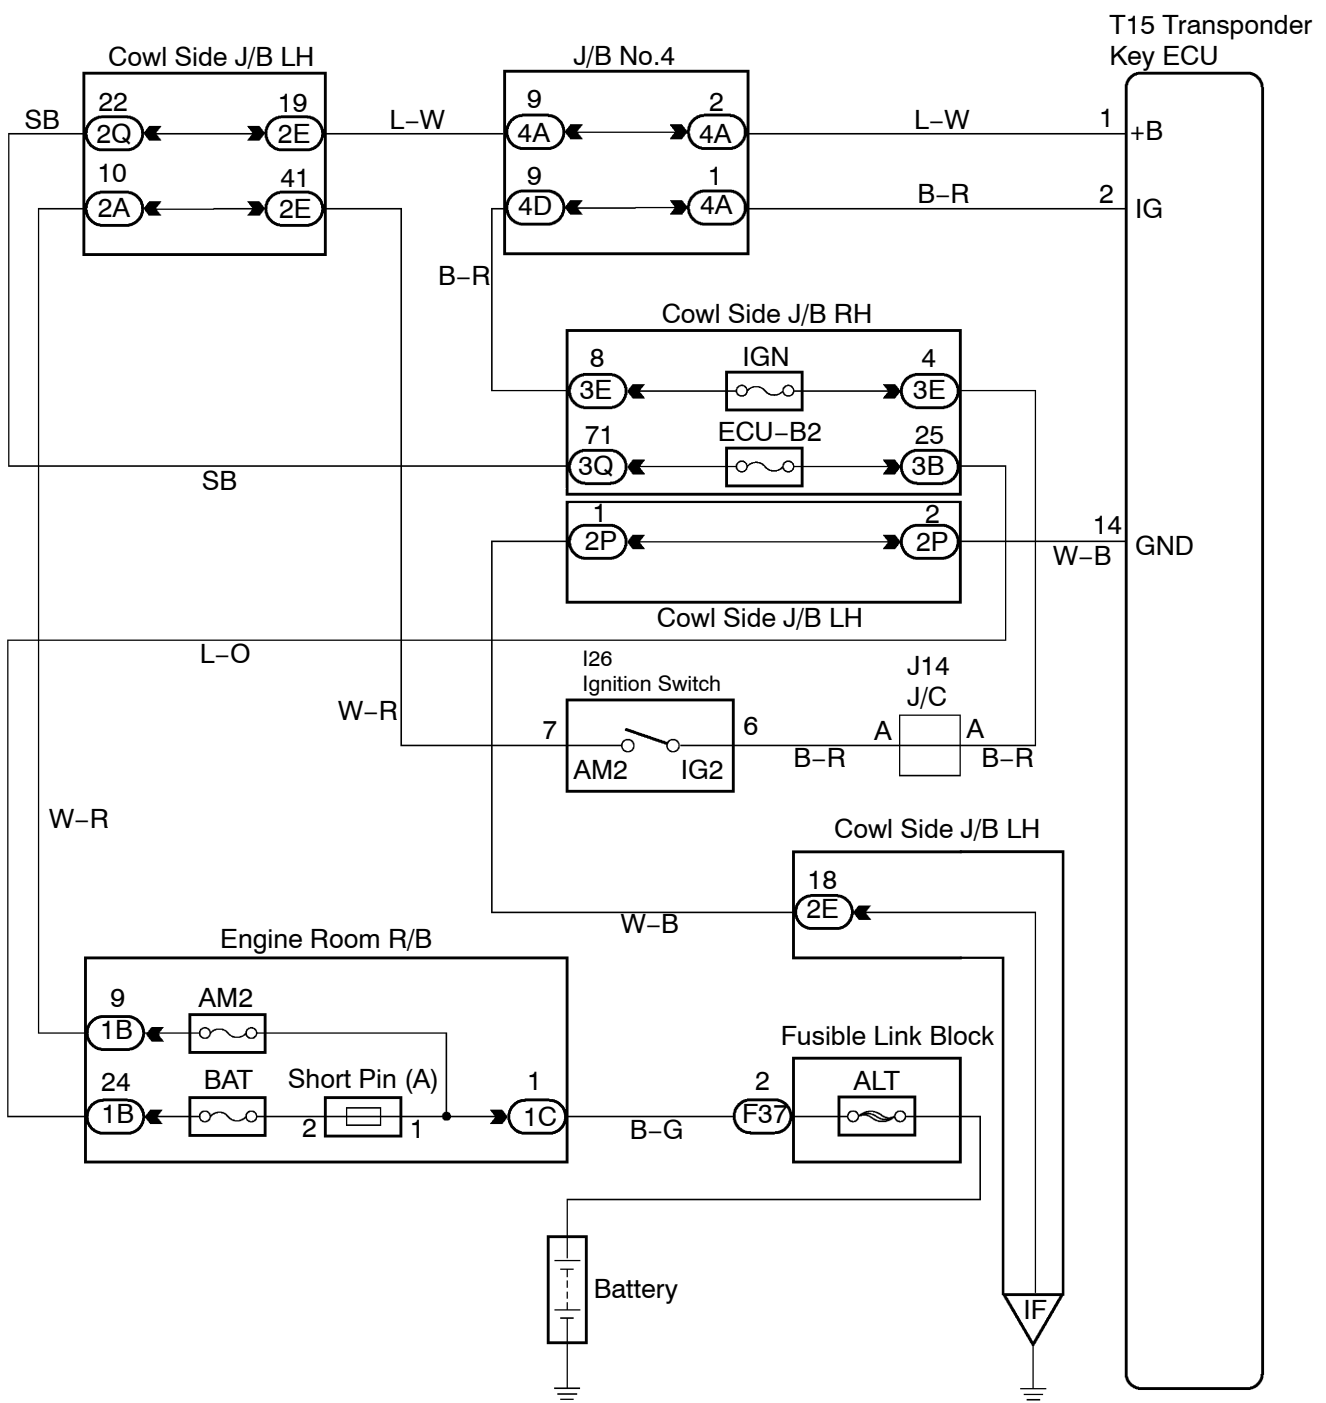 T15 Transponder
Key ECU
Cowl Side J/B LH
J/B No.4
SB
22
2Q
19
2E
L–W
9
4A
2
4A
L–W
1
+B
10
2A
41
2E
9
4D
1
4A
B–R
2
IG
B–R
Cowl Side J/B RH
8
3E
IGN
4
3E
71
3Q
ECU–B2
25
3B
SB
1
2P
2
2P
14
GND
W–B
Cowl Side J/B LH
L–O
I26
Ignition Switch
J14
J/C
W–R
7
6
A
A
AM2
IG2
B–R
B–R
W–R
Cowl Side J/B LH
18
2E
W–B
Engine Room R/B
9
1B
AM2
Fusible Link Block
24
1B
BAT
Short Pin (A)
2
1
1
1C
B–G
2
F37
ALT
Battery
IF